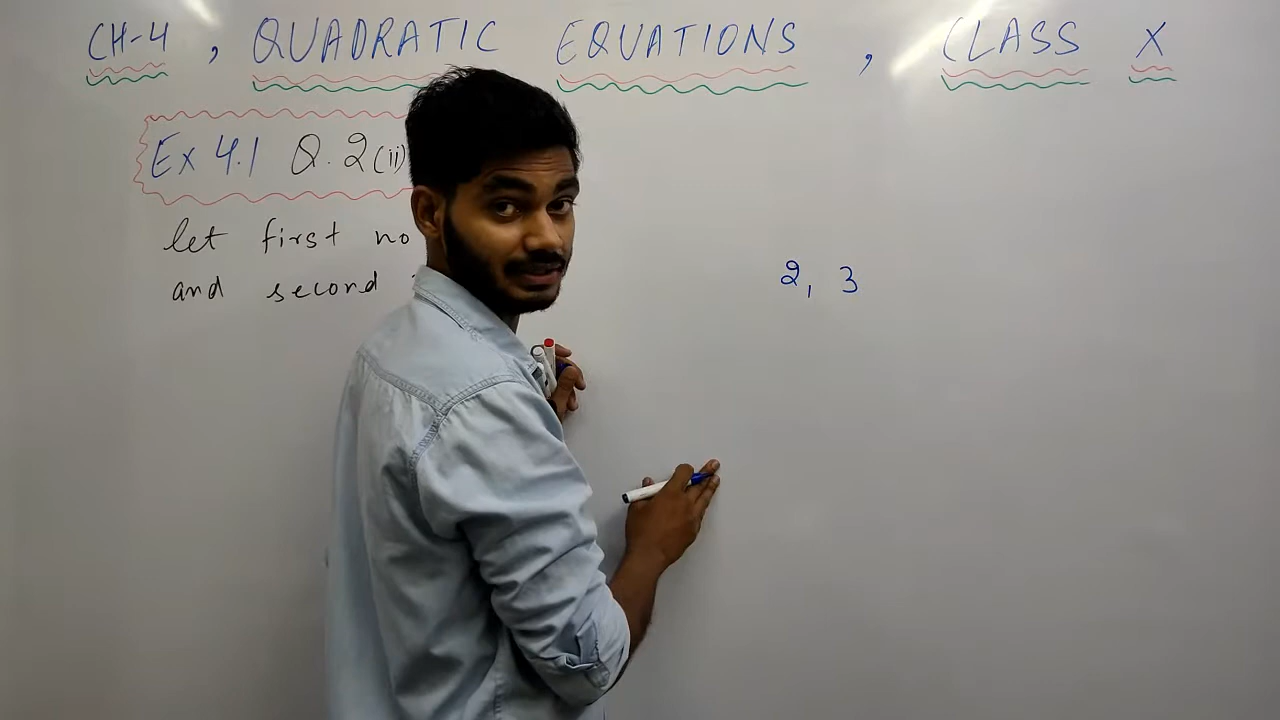 CH-4, QUADRATIC EQUATIONS, CLASS X
Ex 4.1 Q.2(ii)
let first no
and second
2, 3